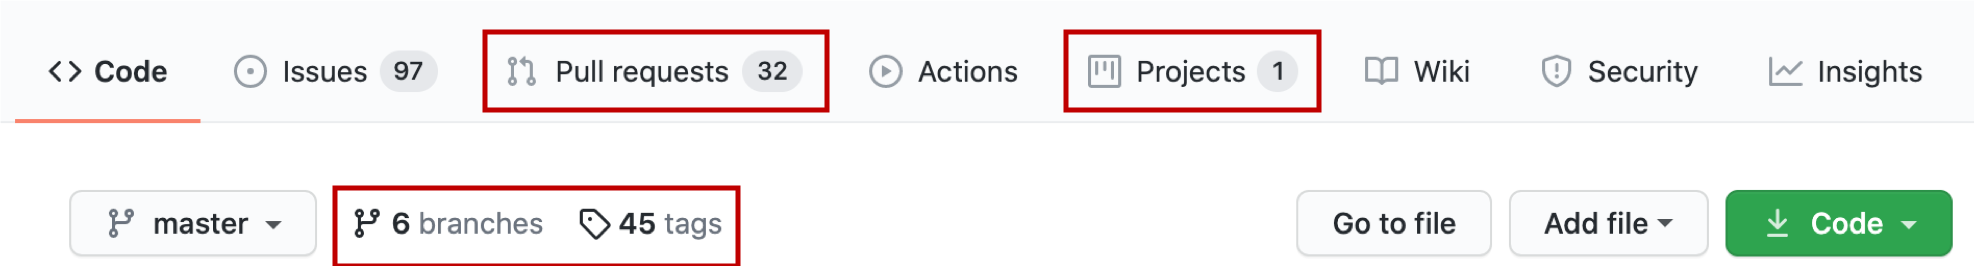 Code Issues 97 Pull requests 32 Actions Projects 1 Wiki Security Insights
master 6 branches 45 tags Go to file Add file Code